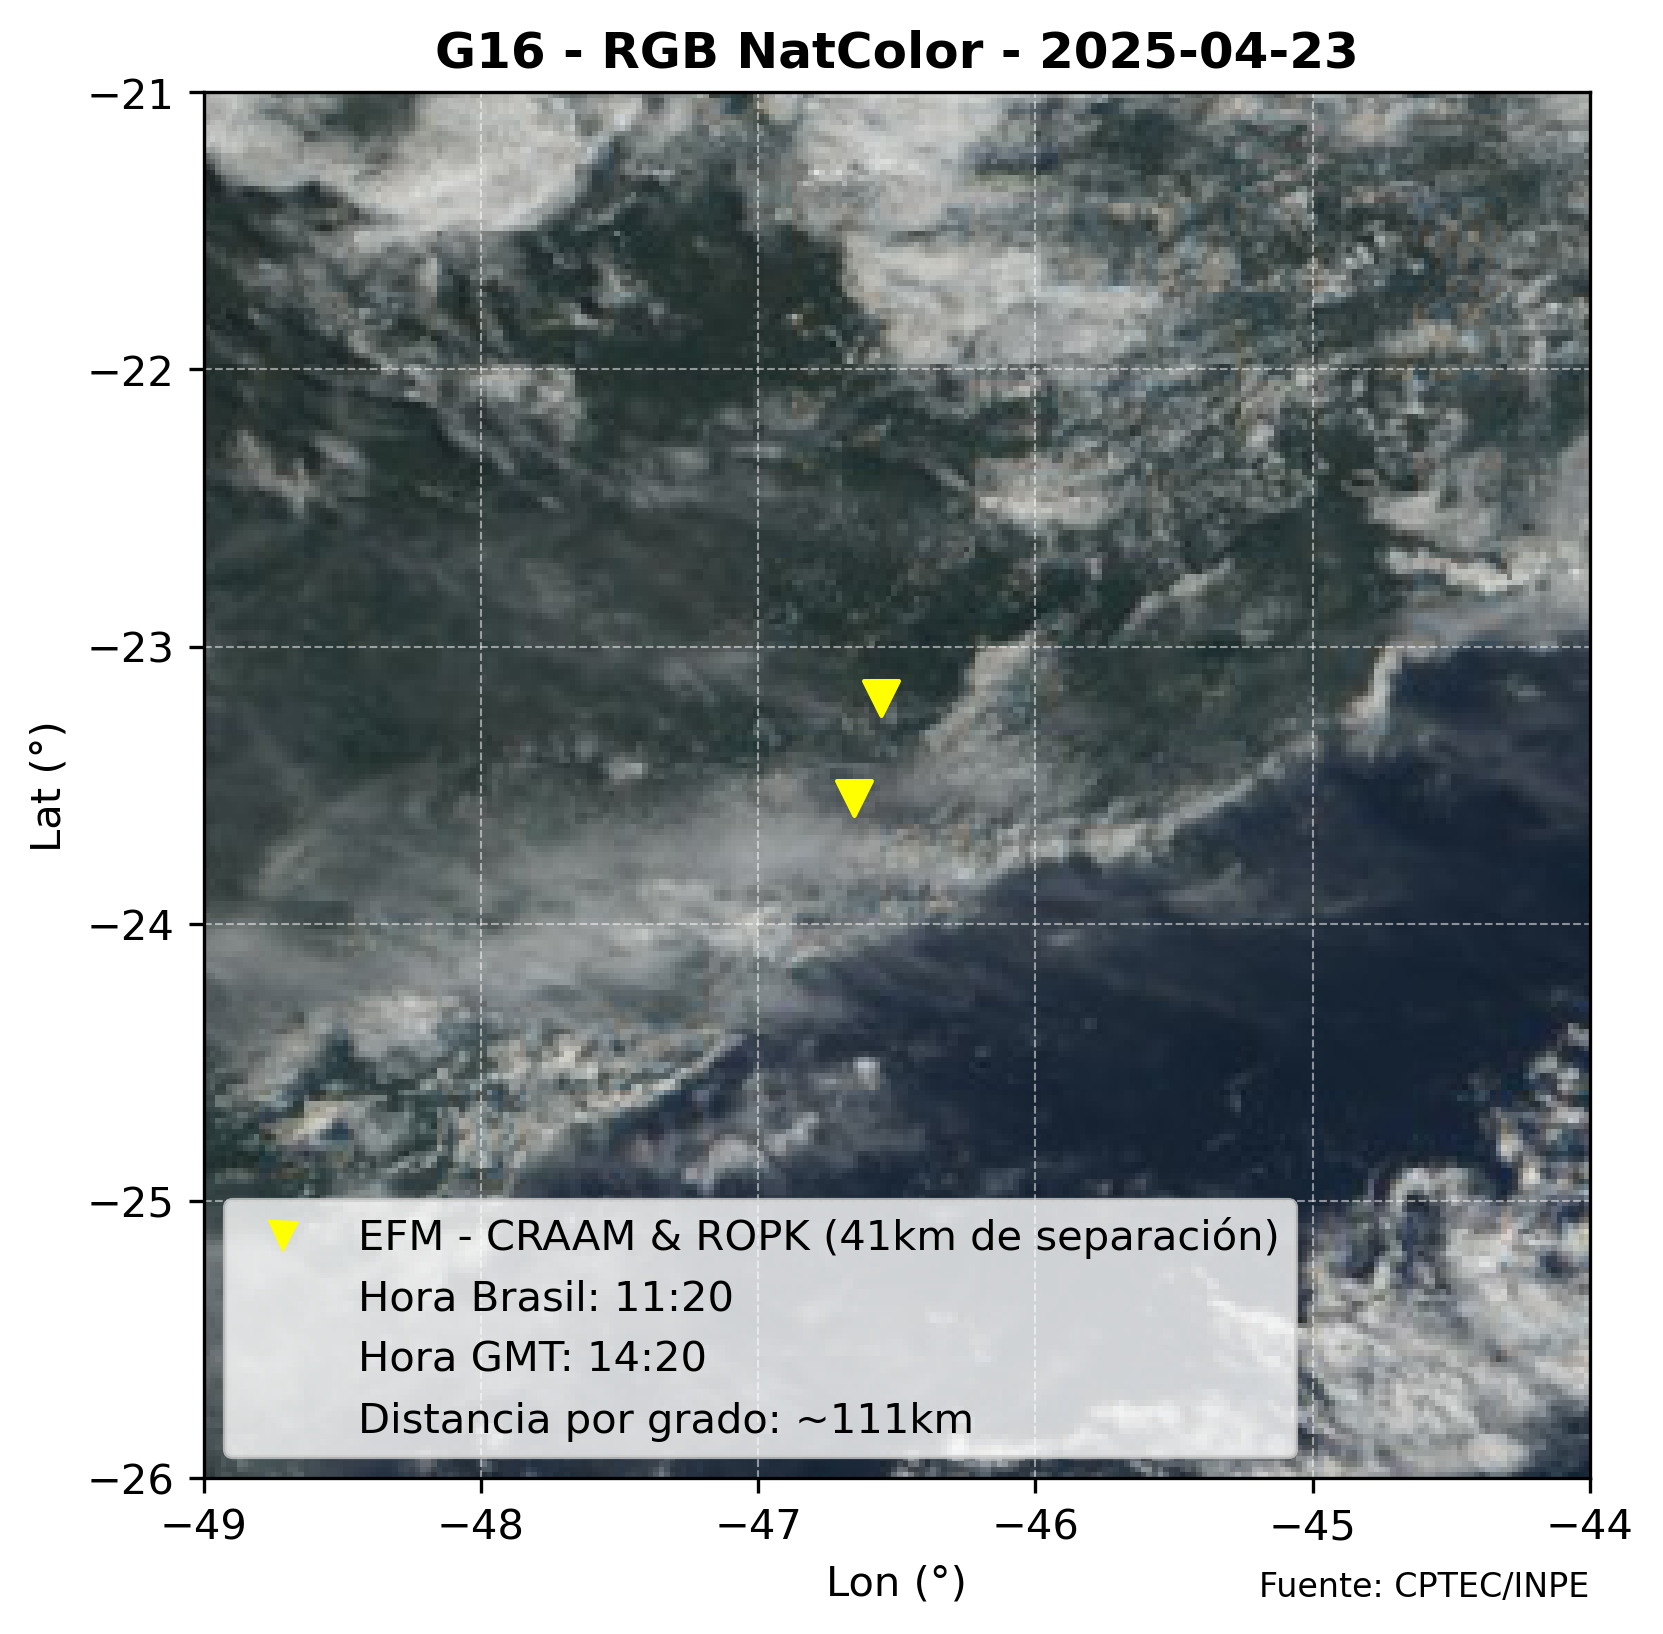 G16 - RGB NatColor - 2025-04-23
−21
−22
−23
−24
−25
−26
Lat (°)
EFM - CRAAM & ROPK (41km de separación)
Hora Brasil: 11:20
Hora GMT: 14:20
Distancia por grado: ~111km
−49 −48 −47 −46 −45 −44
Lon (°)
Fuente: CPTEC/INPE